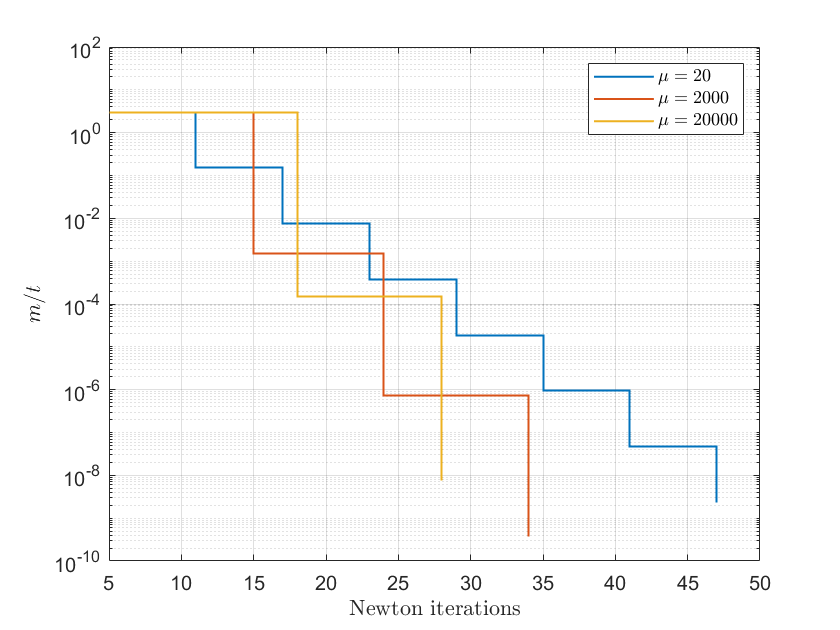 10^2
μ = 20
μ = 2000
μ = 20000
10^0
10^-2
m/t
10^-4
10^-6
10^-8
10^-10
5 10 15 20 25 30 35 40 45 50
Newton iterations